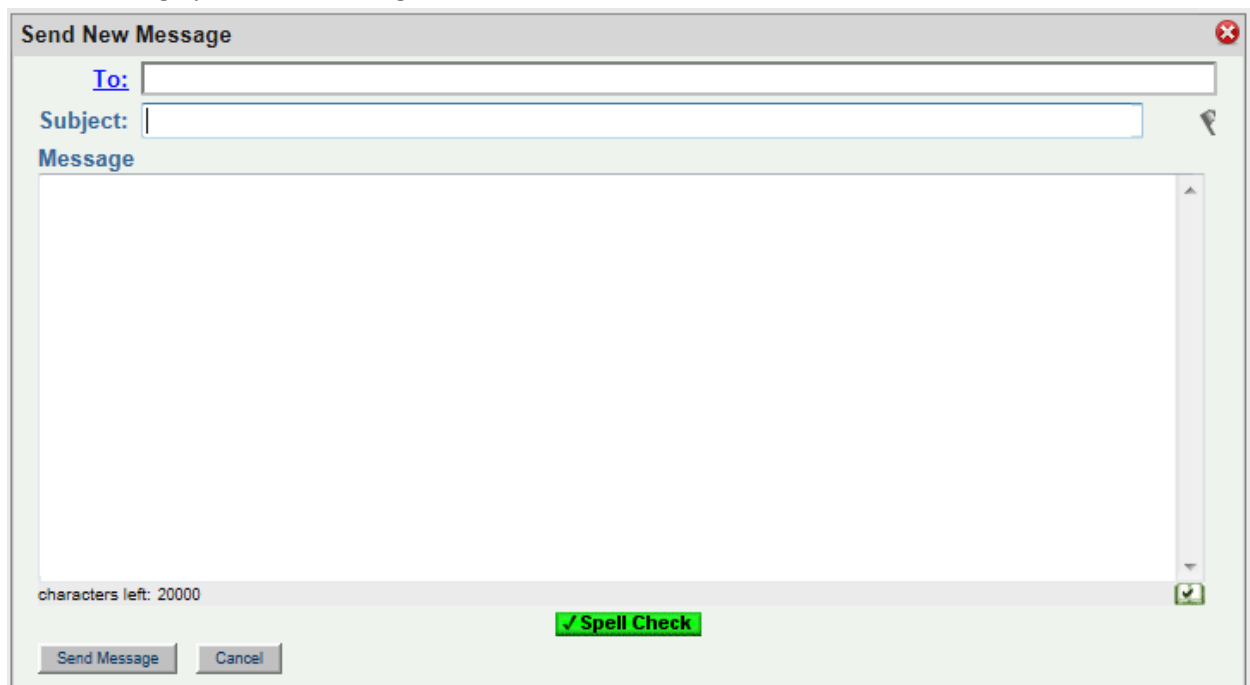 Send New Message
To:
Subject:
Message
characters left: 20000
✓ Spell Check
Send Message Cancel